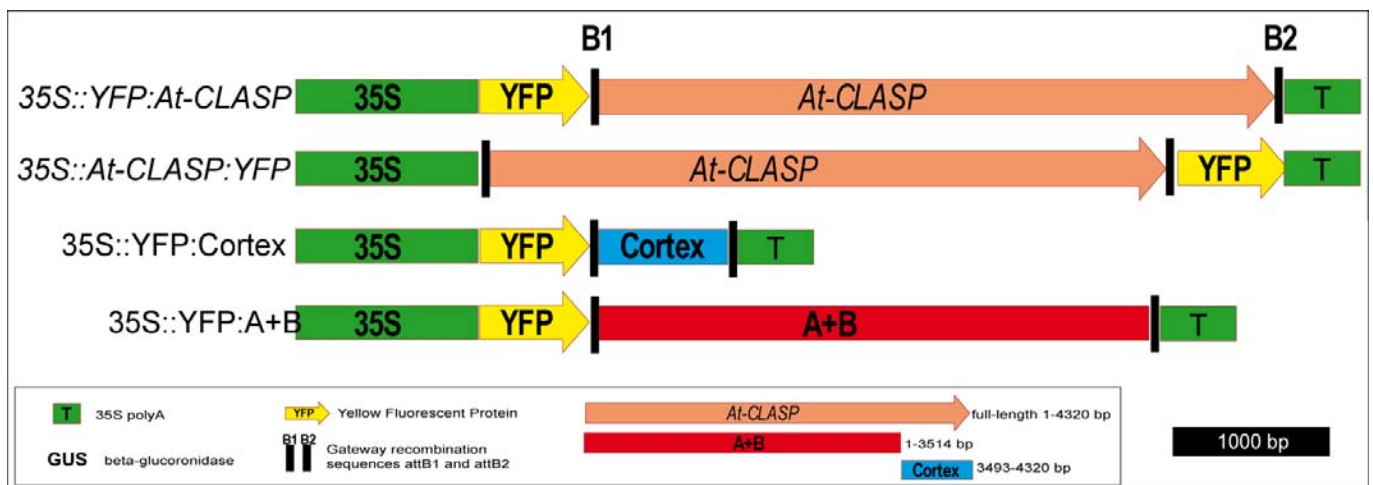 B1 B2
35S::YFP:At-CLASP 35S YFP At-CLASP T
35S::At-CLASP:YFP 35S At-CLASP YFP T
35S::YFP:Cortex 35S YFP Cortex T
35S::YFP:A+B 35S YFP A+B T
T 35S polyA YFP Yellow Fluorescent Protein At-CLASP full-length 1-4320 bp
A+B 1-3514 bp
B1 B2 Gateway recombination
GUS beta-glucoronidase sequences attB1 and attB2
Cortex 3493-4320 bp
1000 bp